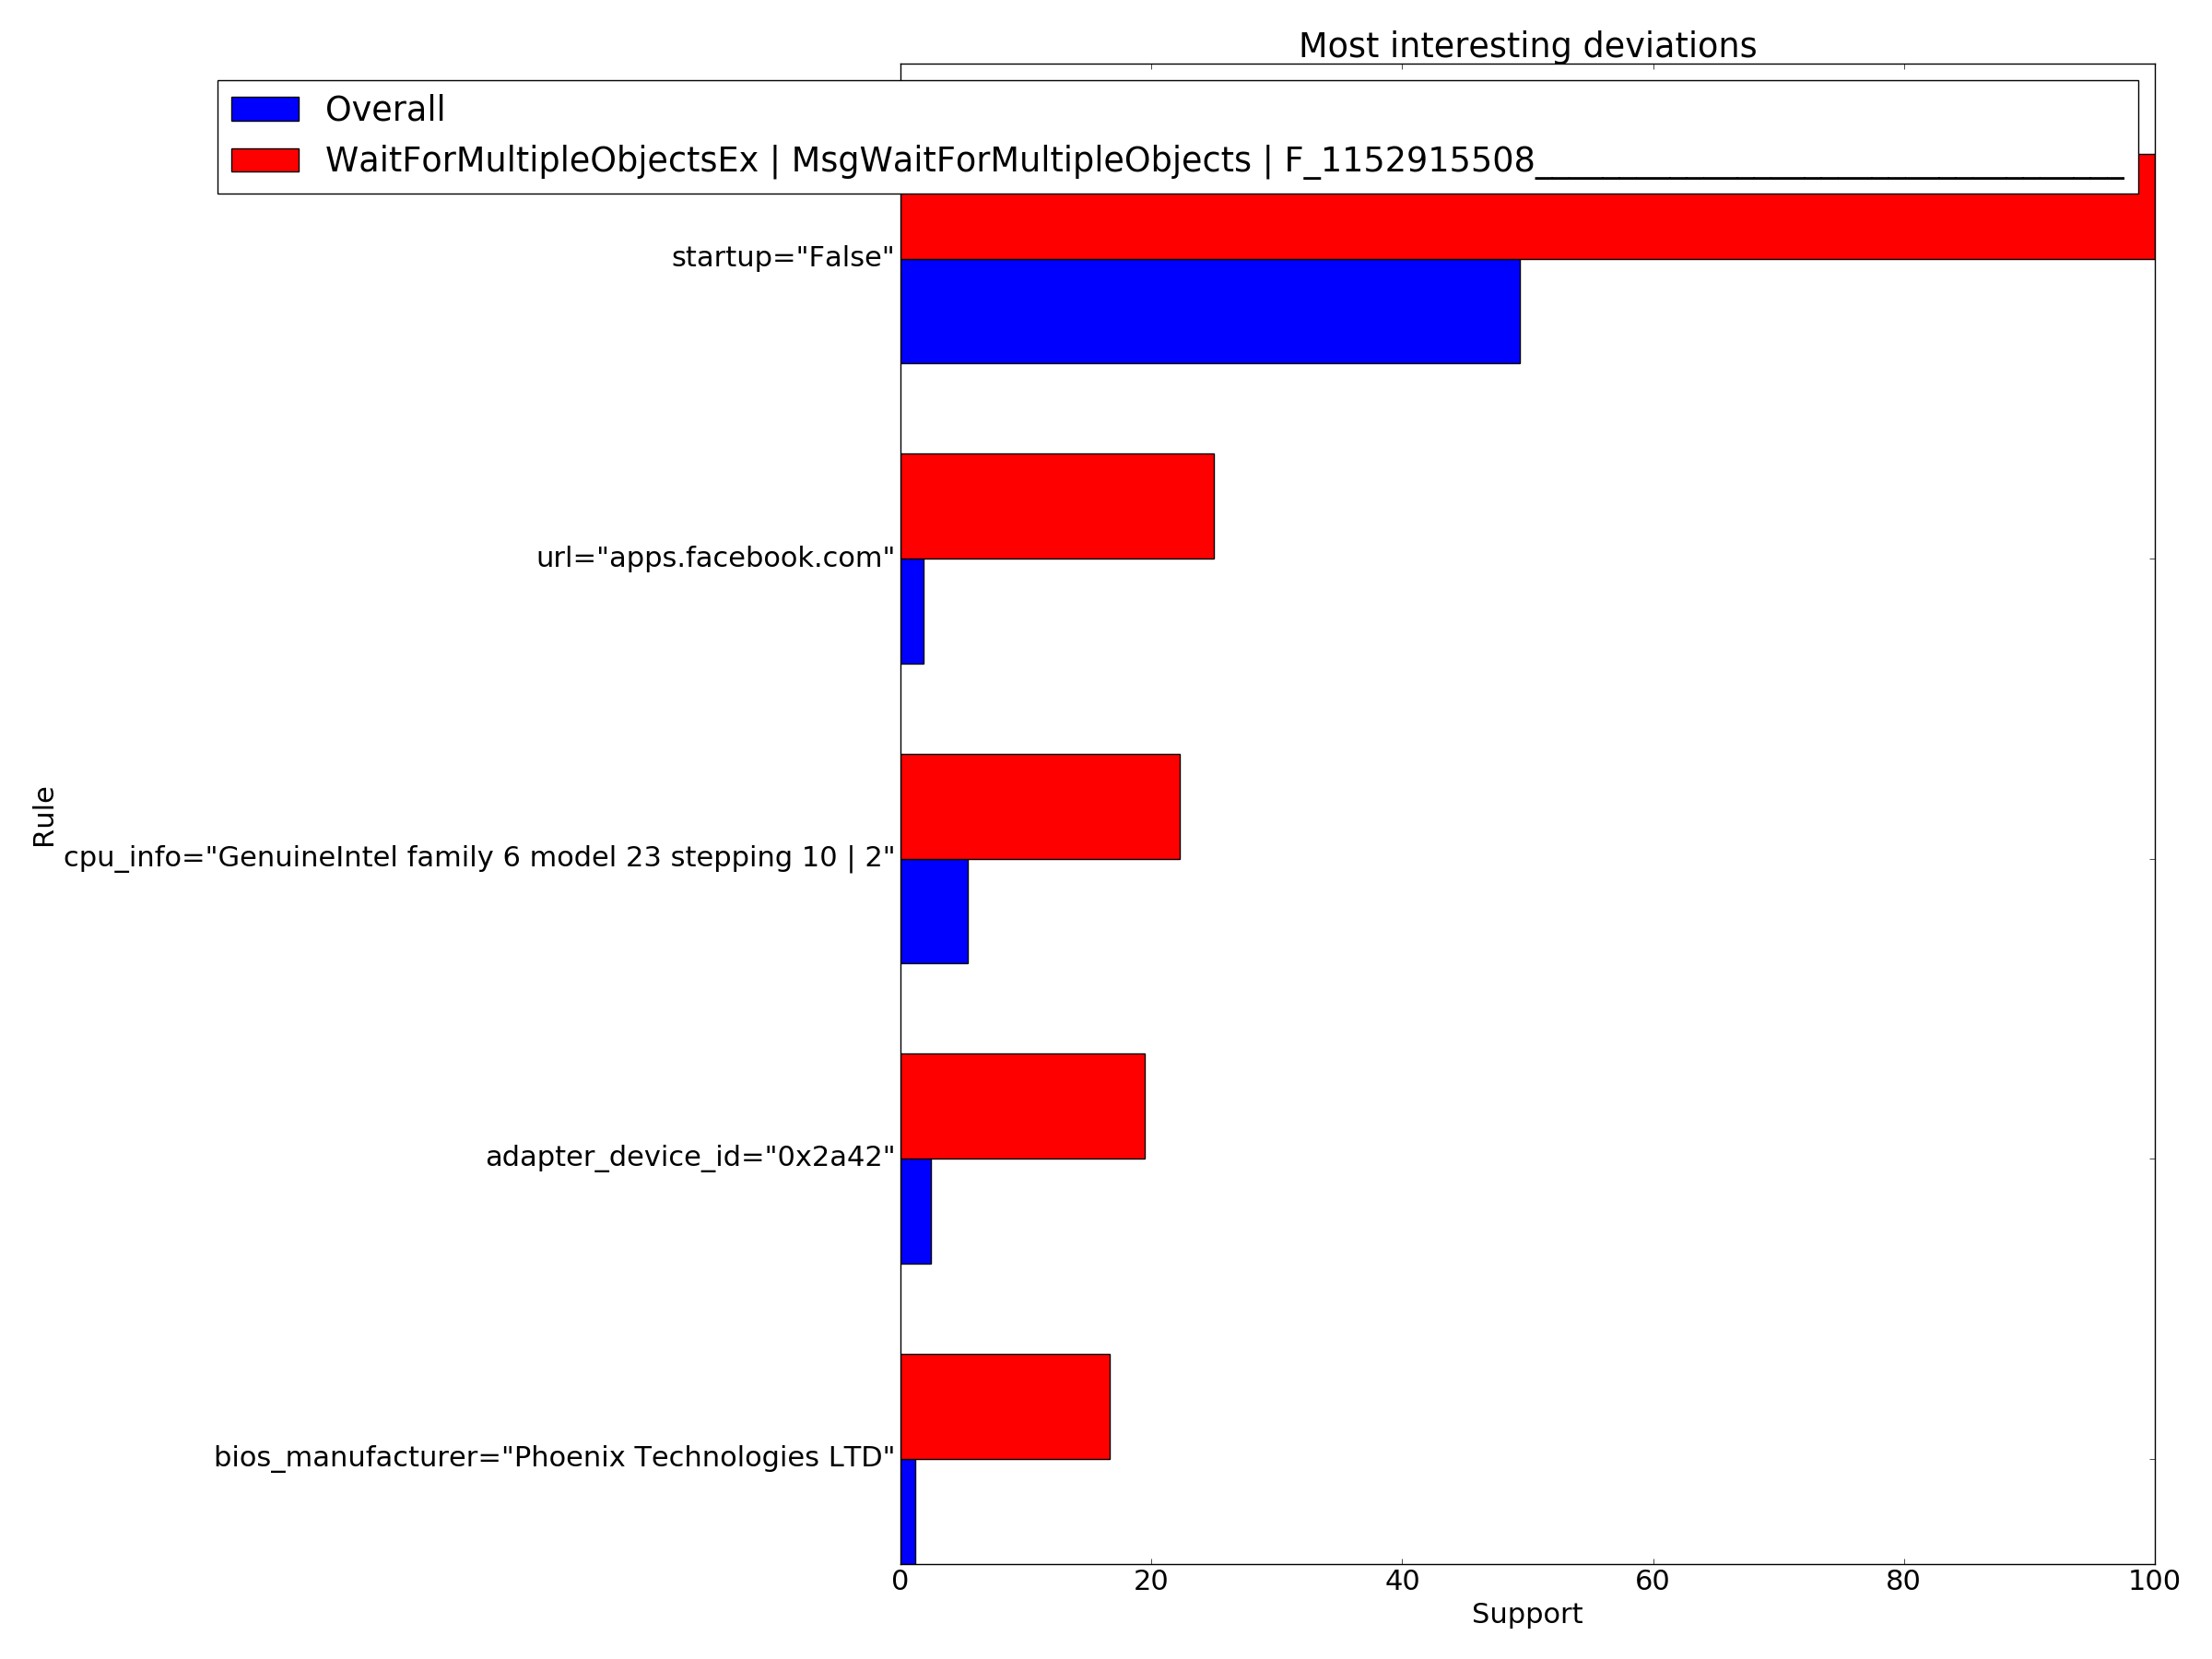 Most interesting deviations
Overall
WaitForMultipleObjectsEx | MsgWaitForMultipleObjects | F_1152915508___________________________________
startup="False"
url="apps.facebook.com"
Rule
cpu_info="GenuineIntel family 6 model 23 stepping 10 | 2"
adapter_device_id="0x2a42"
bios_manufacturer="Phoenix Technologies LTD"
0 20 40 60 80 100
Support